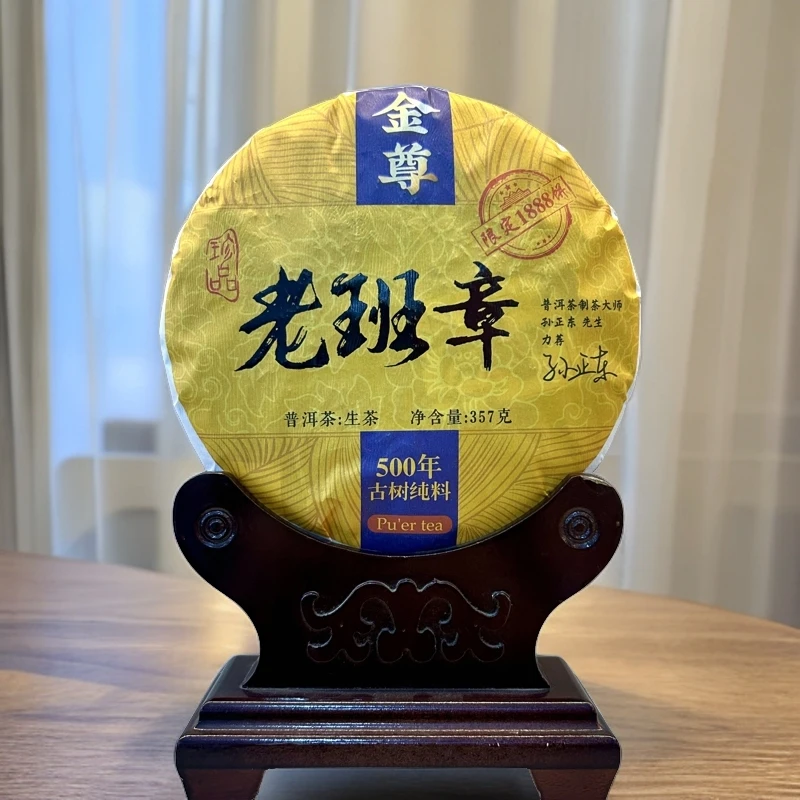 金尊
限定1888饼
珍品
老班章
普洱茶制茶大师
孙正东 先生
力荐
孙正东
普洱茶:生茶 净含量:357克
500年
古树纯料
Pu'er tea